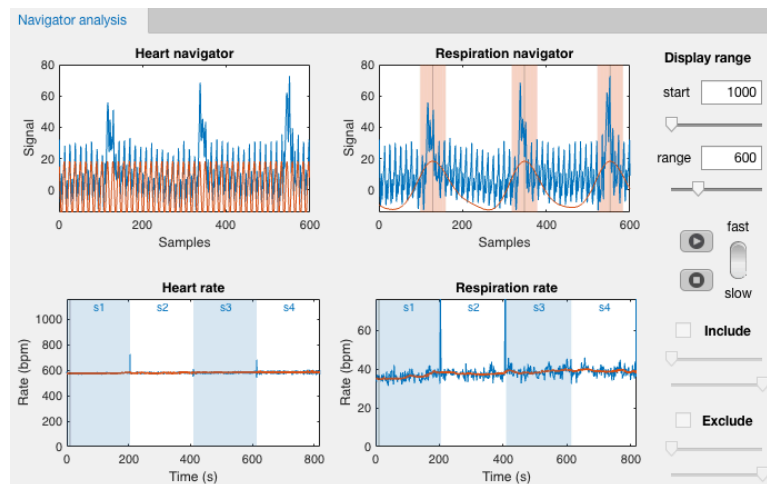 Navigator analysis
Heart navigator
80
60
40
20
0
Signal
0 200 400 600
Samples
Respiration navigator
80
60
40
20
0
Signal
0 200 400 600
Samples
Display range
start 1000
range 600
fast
slow
Include
Exclude
Heart rate
s1 s2 s3 s4
1000
800
600
400
200
0
Rate (bpm)
0 200 400 600 800
Time (s)
Respiration rate
s1 s2 s3 s4
60
40
20
0
Rate (bpm)
0 200 400 600 800
Time (s)